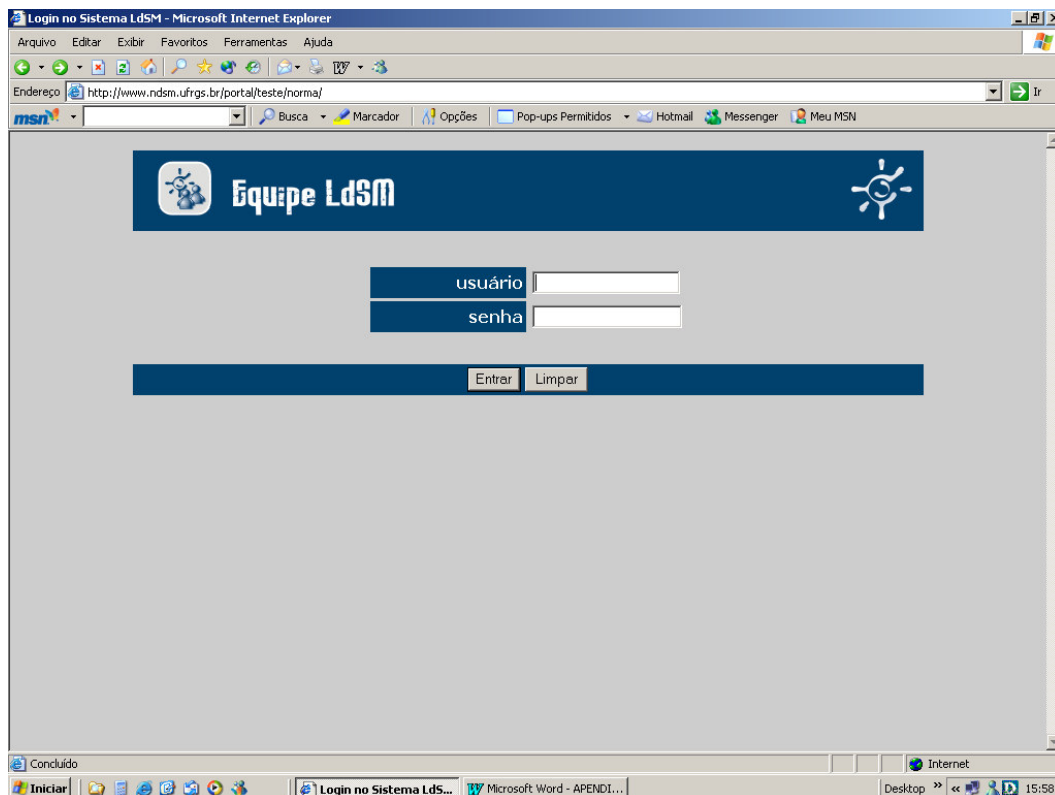 Login no Sistema LdSM - Microsoft Internet Explorer
Arquivo Editar Exibir Favoritos Ferramentas Ajuda
Endereço http://www.ndsm.ufrgs.br/portal/teste/norma/ Ir
msn Busca Marcador Opções Pop-ups Permitidos Hotmail Messenger Meu MSN
Equipe LdSM
usuário
senha
Entrar Limpar
Concluído Internet
Iniciar Login no Sistema LdS... Microsoft Word - APENDI... Desktop » « 15:58